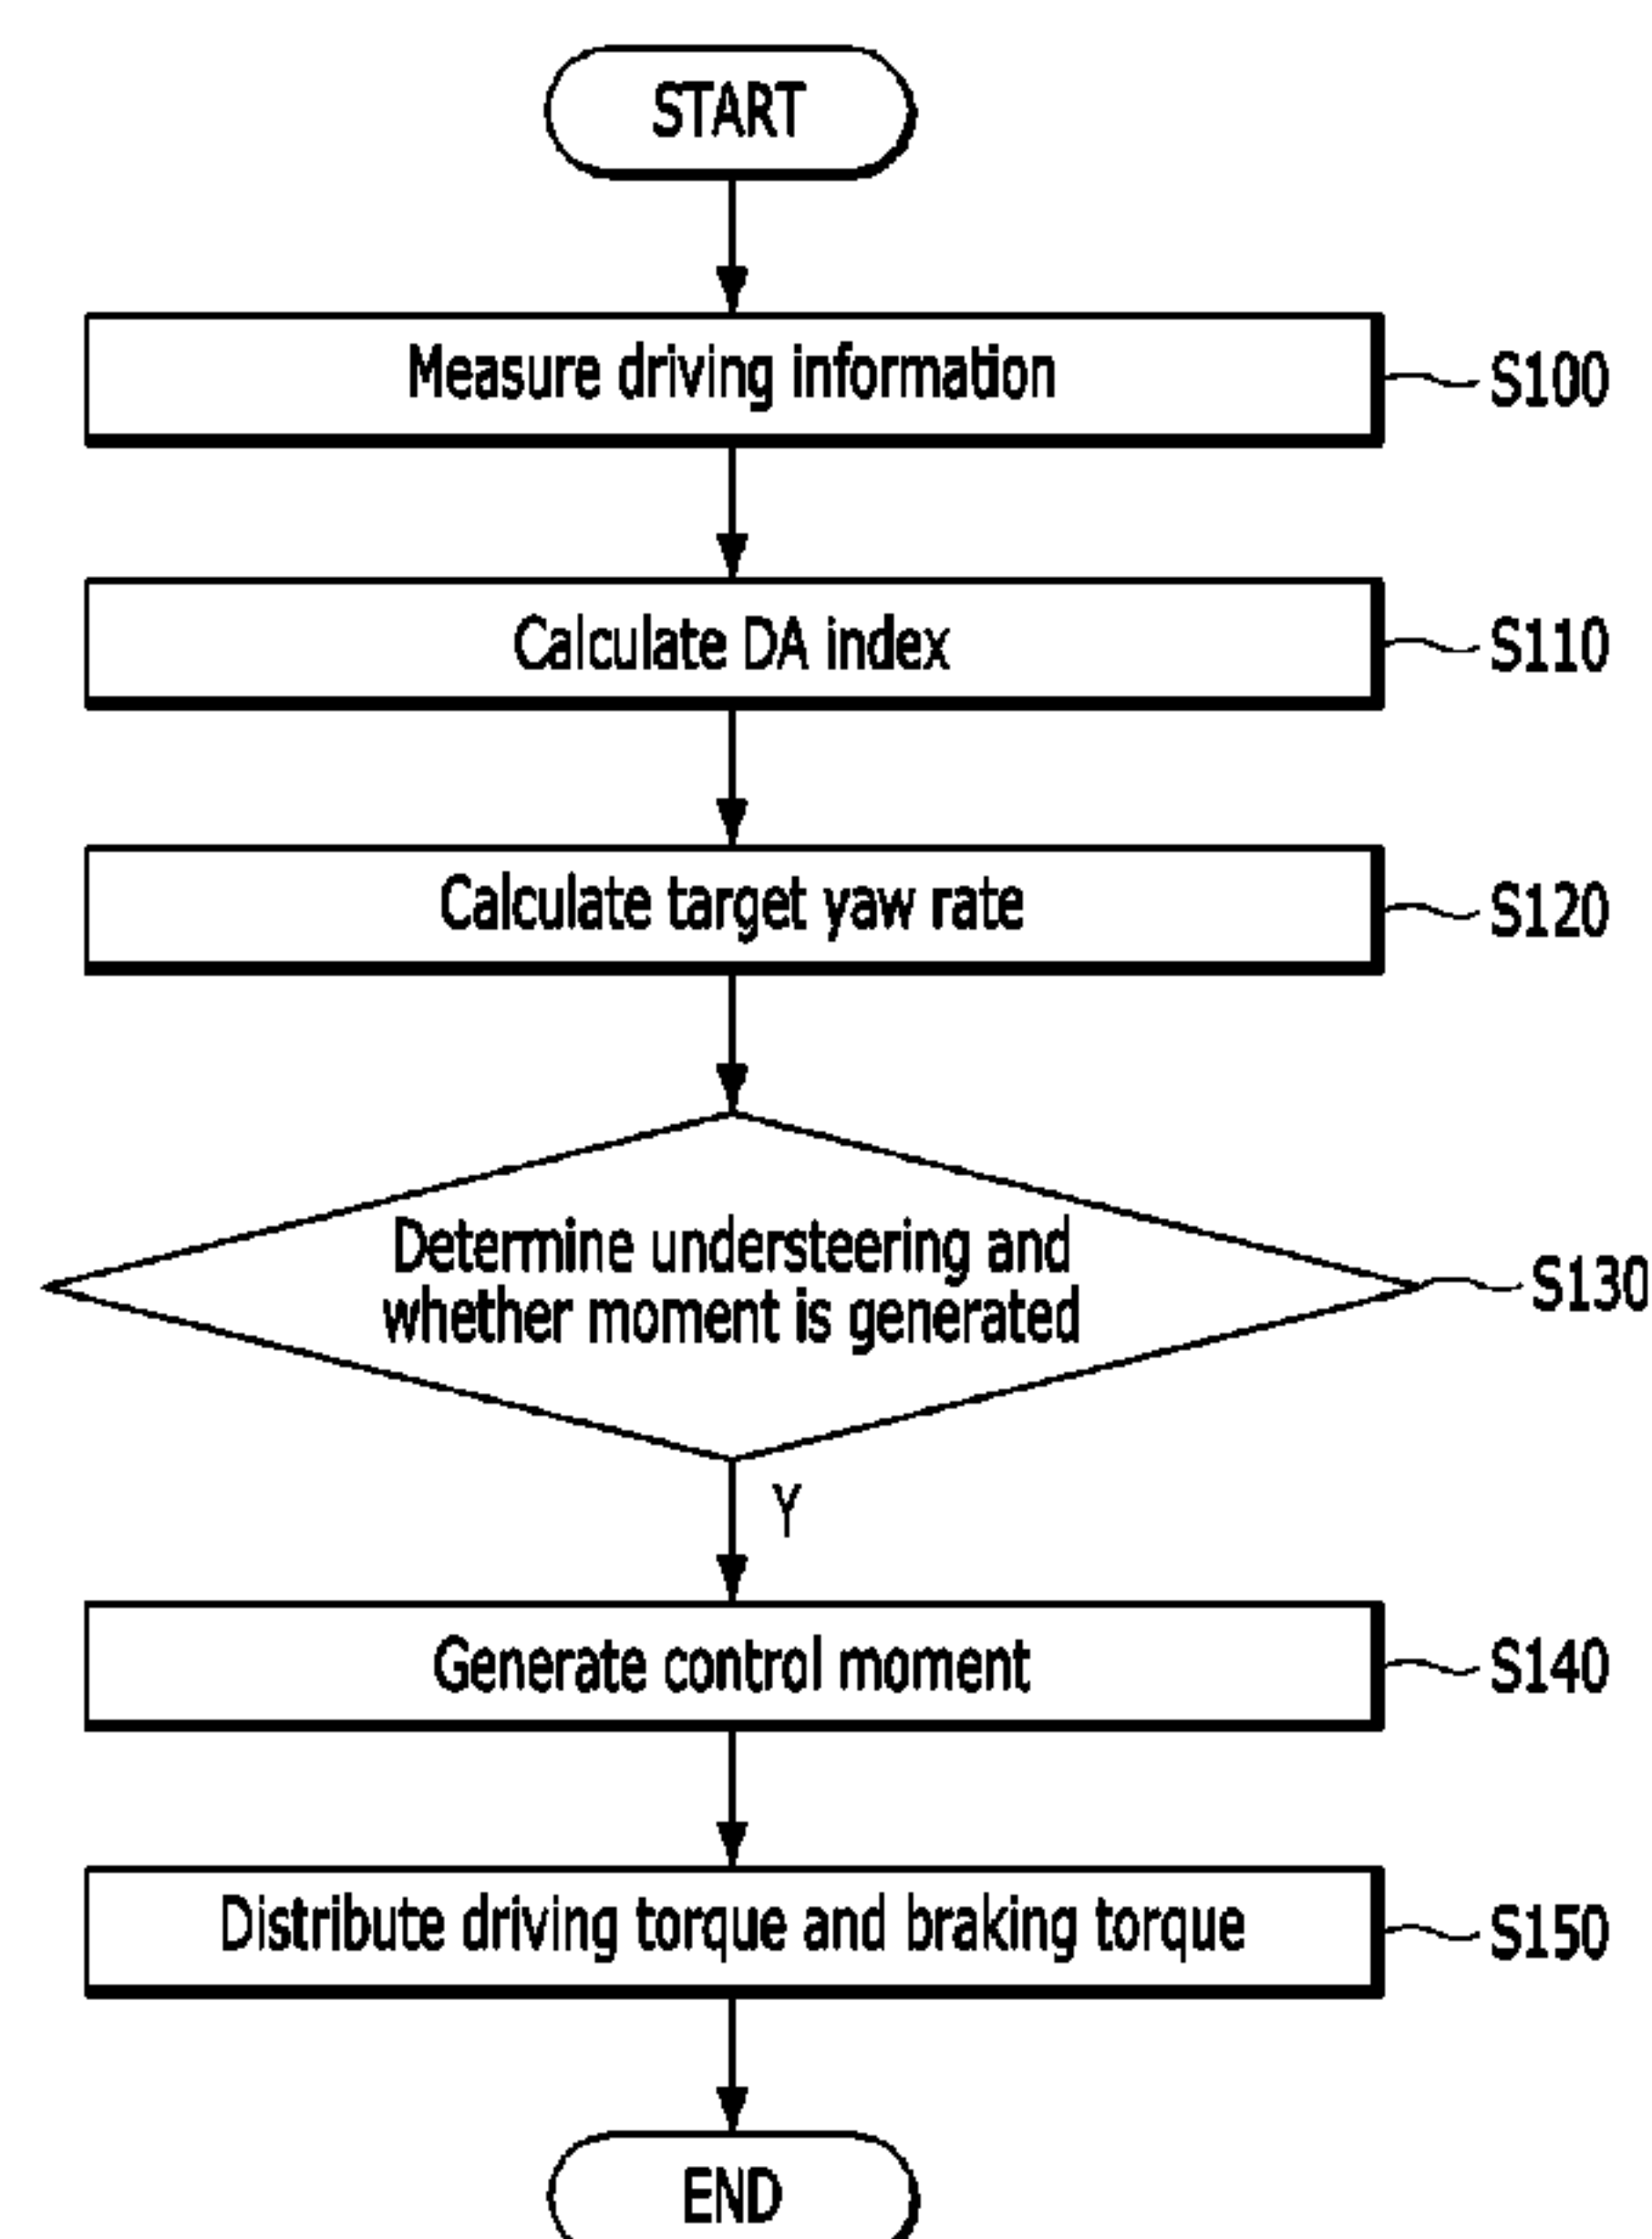 START
Measure driving information
S100
Calculate DA index
S110
Calculate target yaw rate
S120
Determine understeering and
whether moment is generated
S130
Y
Generate control moment
S140
Distribute driving torque and braking torque
S150
END